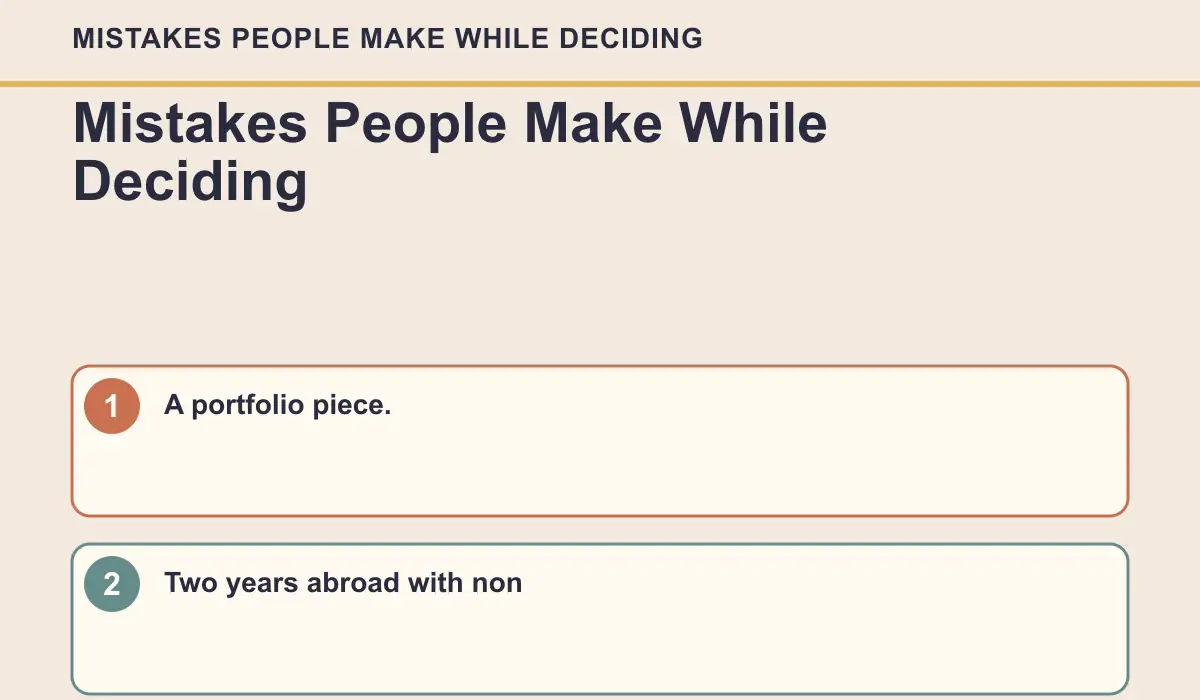 MISTAKES PEOPLE MAKE WHILE DECIDING
Mistakes People Make While
Deciding
1 A portfolio piece.
2 Two years abroad with non